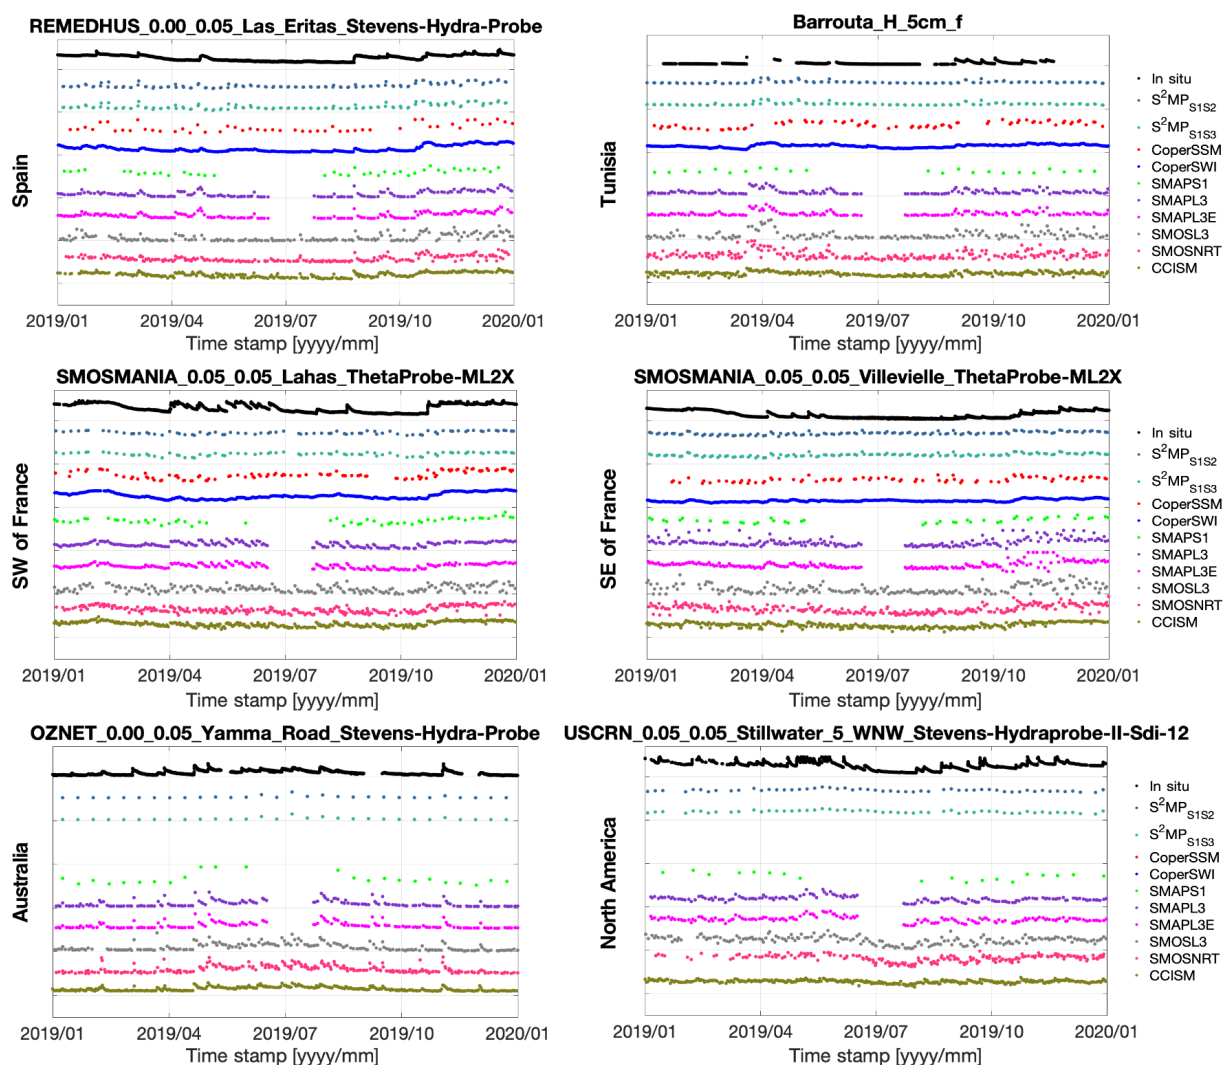 REMEDHUS_0.00_0.05_Las_Eritas_Stevens-Hydra-Probe
Spain
2019/01 2019/04 2019/07 2019/10 2020/01
Time stamp [yyyy/mm]
Barrouta_H_5cm_f
Tunisia
2019/01 2019/04 2019/07 2019/10 2020/01
Time stamp [yyyy/mm]
In situ
S²MP_S1S2
S²MP_S1S3
CoperSSM
CoperSWI
SMAPS1
SMAPL3
SMAPL3E
SMOSL3
SMOSNRT
CCISM
SMOSMANIA_0.05_0.05_Lahas_ThetaProbe-ML2X
SW of France
2019/01 2019/04 2019/07 2019/10 2020/01
Time stamp [yyyy/mm]
SMOSMANIA_0.05_0.05_Villevielle_ThetaProbe-ML2X
SE of France
2019/01 2019/04 2019/07 2019/10 2020/01
Time stamp [yyyy/mm]
In situ
S²MP_S1S2
S²MP_S1S3
CoperSSM
CoperSWI
SMAPS1
SMAPL3
SMAPL3E
SMOSL3
SMOSNRT
CCISM
OZNET_0.00_0.05_Yamma_Road_Stevens-Hydra-Probe
Australia
2019/01 2019/04 2019/07 2019/10 2020/01
Time stamp [yyyy/mm]
USCRN_0.05_0.05_Stillwater_5_WNW_Stevens-Hydraprobe-II-Sdi-12
North America
2019/01 2019/04 2019/07 2019/10 2020/01
Time stamp [yyyy/mm]
In situ
S²MP_S1S2
S²MP_S1S3
CoperSSM
CoperSWI
SMAPS1
SMAPL3
SMAPL3E
SMOSL3
SMOSNRT
CCISM